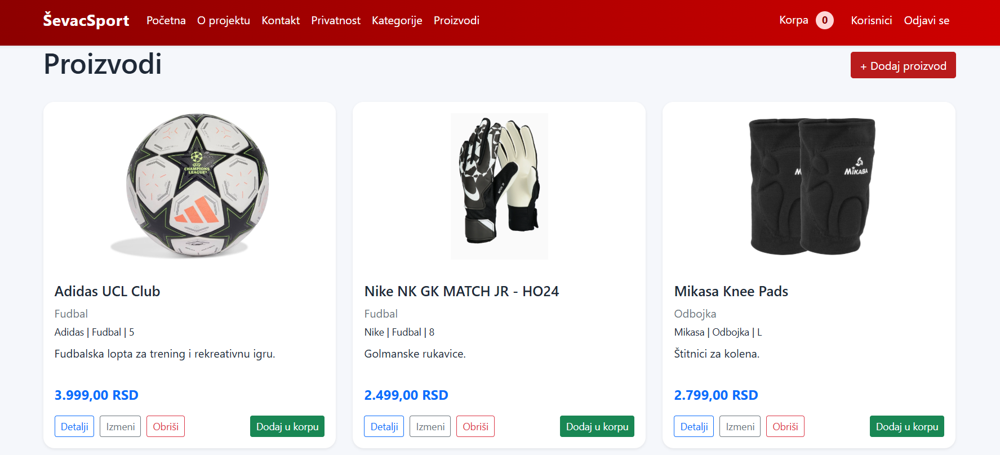 ŠevacSport Početna O projektu Kontakt Privatnost Kategorije Proizvodi Korpa 0 Korisnici Odjavi se
Proizvodi + Dodaj proizvod
CHAMPIONS
LEAGUE
MIKASA
Adidas UCL Club
Fudbal
Adidas | Fudbal | 5
Fudbalska lopta za trening i rekreativnu igru.
3.999,00 RSD
Detalji Izmeni Obriši Dodaj u korpu
Nike NK GK MATCH JR - HO24
Fudbal
Nike | Fudbal | 8
Golmanske rukavice.
2.499,00 RSD
Detalji Izmeni Obriši Dodaj u korpu
Mikasa Knee Pads
Odbojka
Mikasa | Odbojka | L
Štitnici za kolena.
2.799,00 RSD
Detalji Izmeni Obriši Dodaj u korpu